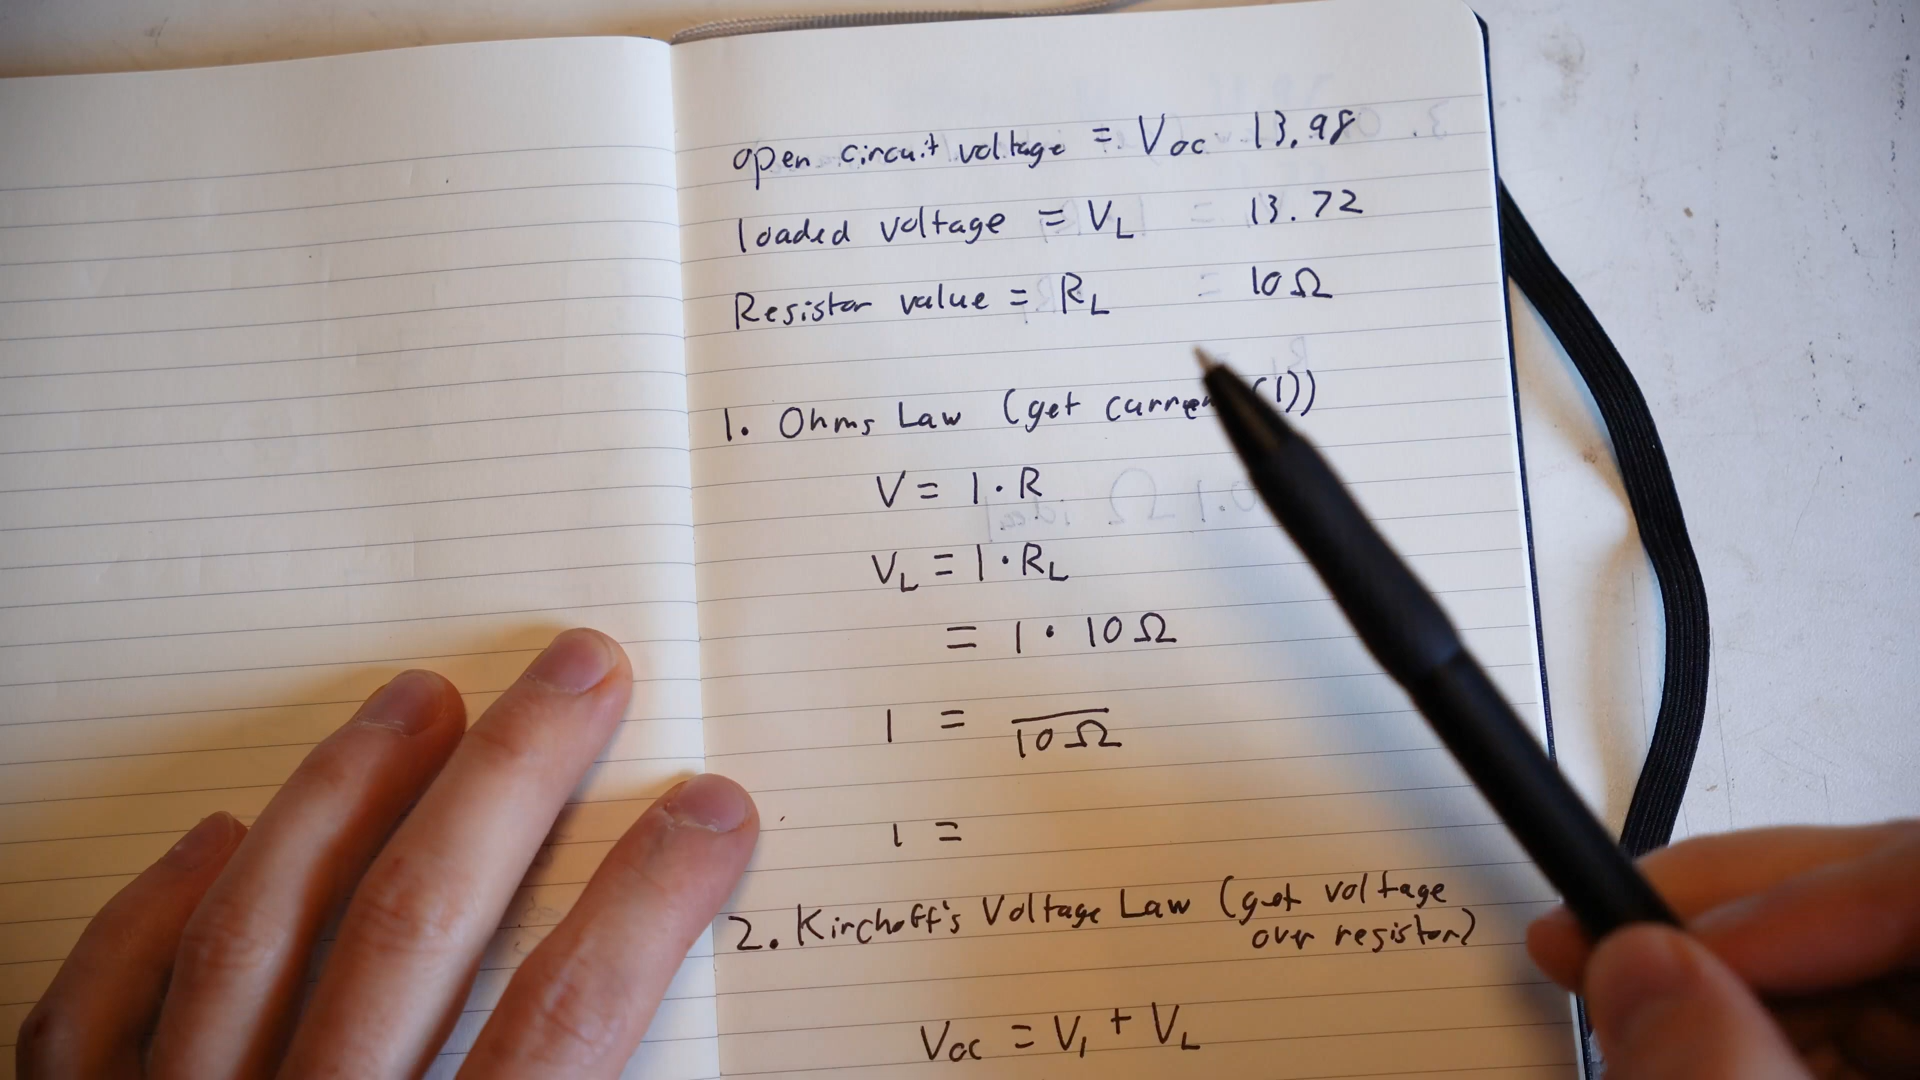 open circuit voltage = Voc 13.98
loaded voltage = VL = 13.72
Resistor value = RL = 10Ω
1. Ohms Law (get curren (I))
V = I · R
VL = I · RL
= I · 10Ω
I = /10Ω
I =
2. Kirchoff's Voltage Law (get voltage
over resistor)
Voc = V1 + VL